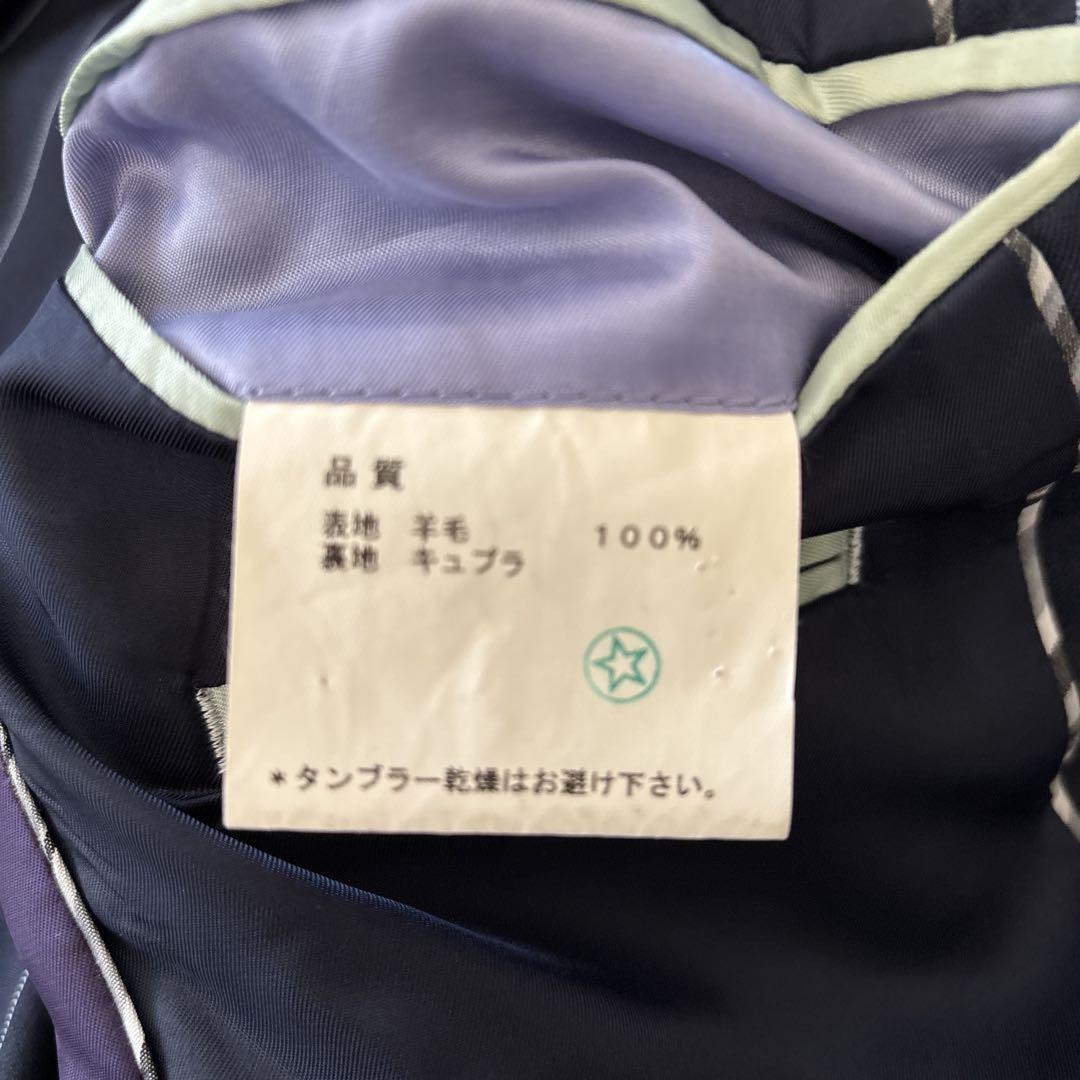 品質
表地 羊毛 100%
裏地 キュプラ
*タンブラー乾燥はお避け下さい。